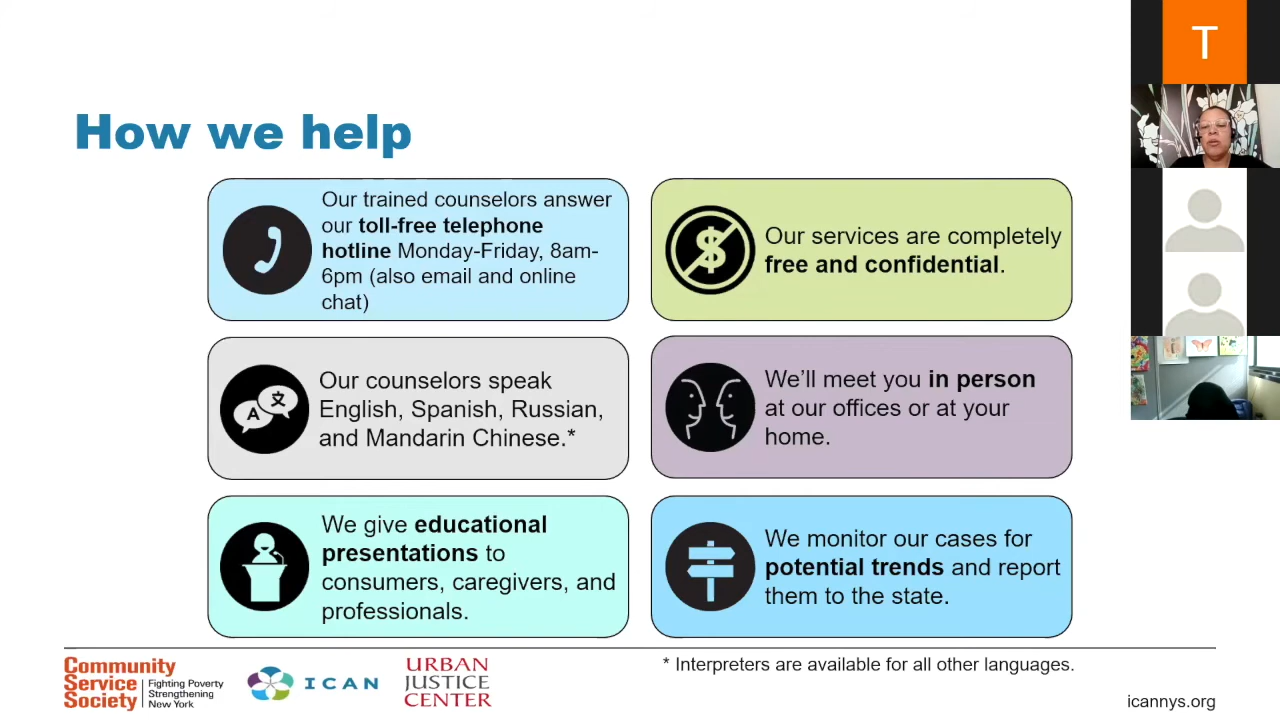 T
How we help
Our trained counselors answer
our toll-free telephone
hotline Monday-Friday, 8am-
6pm (also email and online
chat)
Our services are completely
free and confidential.
A 文
Our counselors speak
English, Spanish, Russian,
and Mandarin Chinese.*
We'll meet you in person
at our offices or at your
home.
We give educational
presentations to
consumers, caregivers, and
professionals.
We monitor our cases for
potential trends and report
them to the state.
* Interpreters are available for all other languages.
Community
Service
Society
Fighting Poverty
Strengthening
New York
ICAN
URBAN
JUSTICE
CENTER
icannys.org